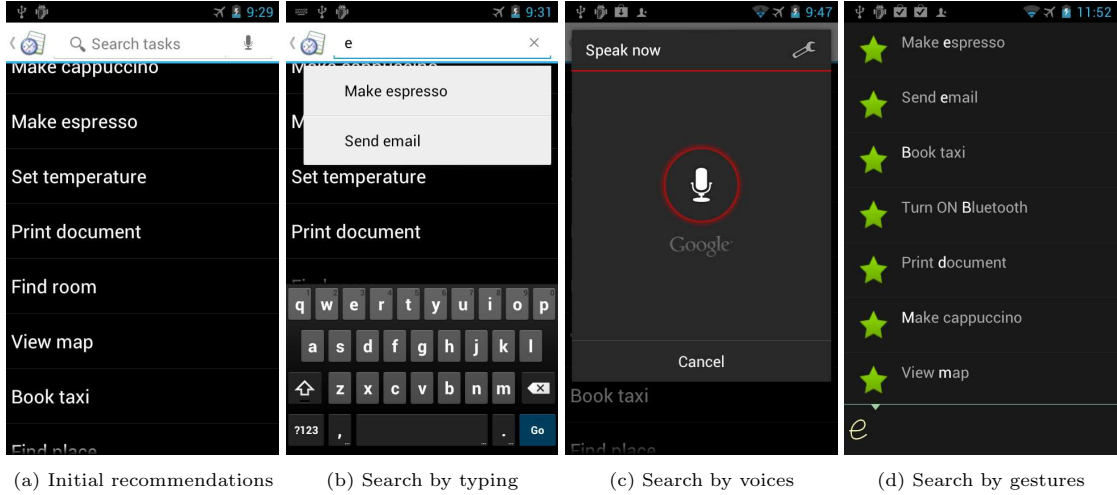 9:29
Search tasks
Make cappuccino
Make espresso
Set temperature
Print document
Find room
View map
Book taxi
Find place
(a) Initial recommendations
9:31
e
Make cappuccino
Make espresso
Send email
M
Set temperature
Print document
q w e r t y u i o p
a s d f g h j k l
z x c v b n m
?123 , . Go
(b) Search by typing
9:47
Speak now
Google
Cancel
Book taxi
Find place
(c) Search by voices
11:52
Make espresso
Send email
Book taxi
Turn ON Bluetooth
Print document
Make cappuccino
View map
e
(d) Search by gestures